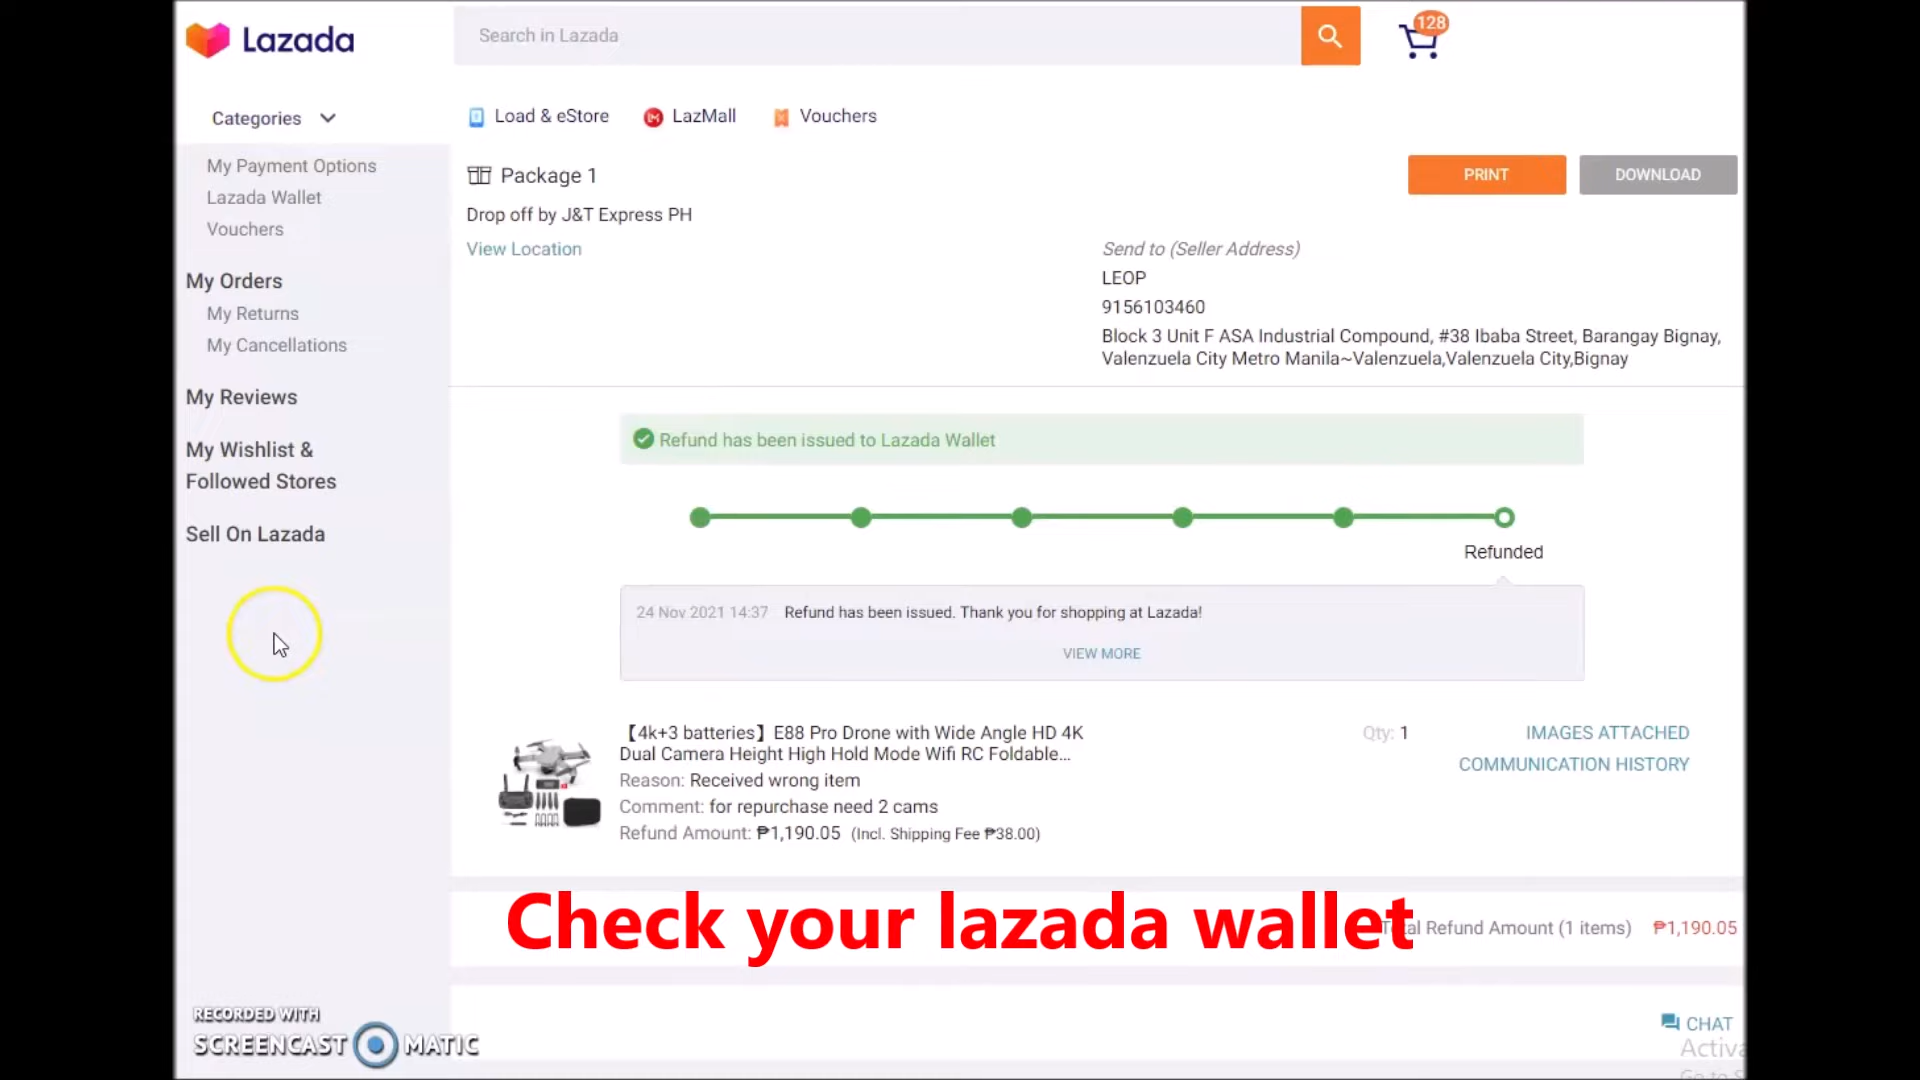 Lazada
Search in Lazada
128
Categories
Load & eStore
LazMall
Vouchers
My Payment Options
Lazada Wallet
Vouchers
My Orders
My Returns
My Cancellations
My Reviews
My Wishlist &
Followed Stores
Sell On Lazada
Package 1
PRINT
DOWNLOAD
Drop off by J&T Express PH
View Location
Send to (Seller Address)
LEOP
9156103460
Block 3 Unit F ASA Industrial Compound, #38 Ibaba Street, Barangay Bignay,
Valenzuela City Metro Manila~Valenzuela,Valenzuela City,Bignay
Refund has been issued to Lazada Wallet
Refunded
24 Nov 2021 14:37 Refund has been issued. Thank you for shopping at Lazada!
VIEW MORE
【4k+3 batteries】E88 Pro Drone with Wide Angle HD 4K
Dual Camera Height High Hold Mode Wifi RC Foldable...
Reason: Received wrong item
Comment: for repurchase need 2 cams
Refund Amount: ₱1,190.05 (Incl. Shipping Fee ₱38.00)
Qty: 1
IMAGES ATTACHED
COMMUNICATION HISTORY
Check your lazada wallet
Refund Amount (1 items) ₱1,190.05
CHAT
RECORDED WITH
SCREENCAST MATIC